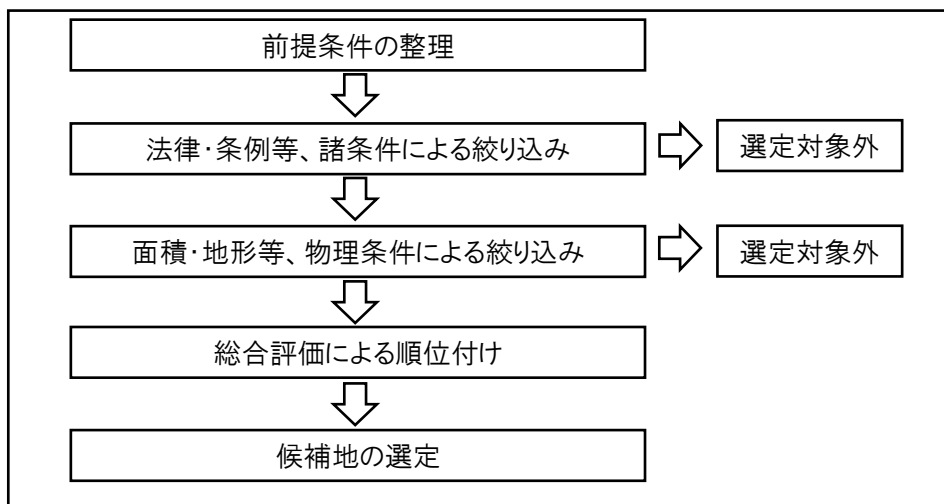 前提条件の整理
法律・条例等、諸条件による絞り込み
選定対象外
面積・地形等、物理条件による絞り込み
選定対象外
総合評価による順位付け
候補地の選定